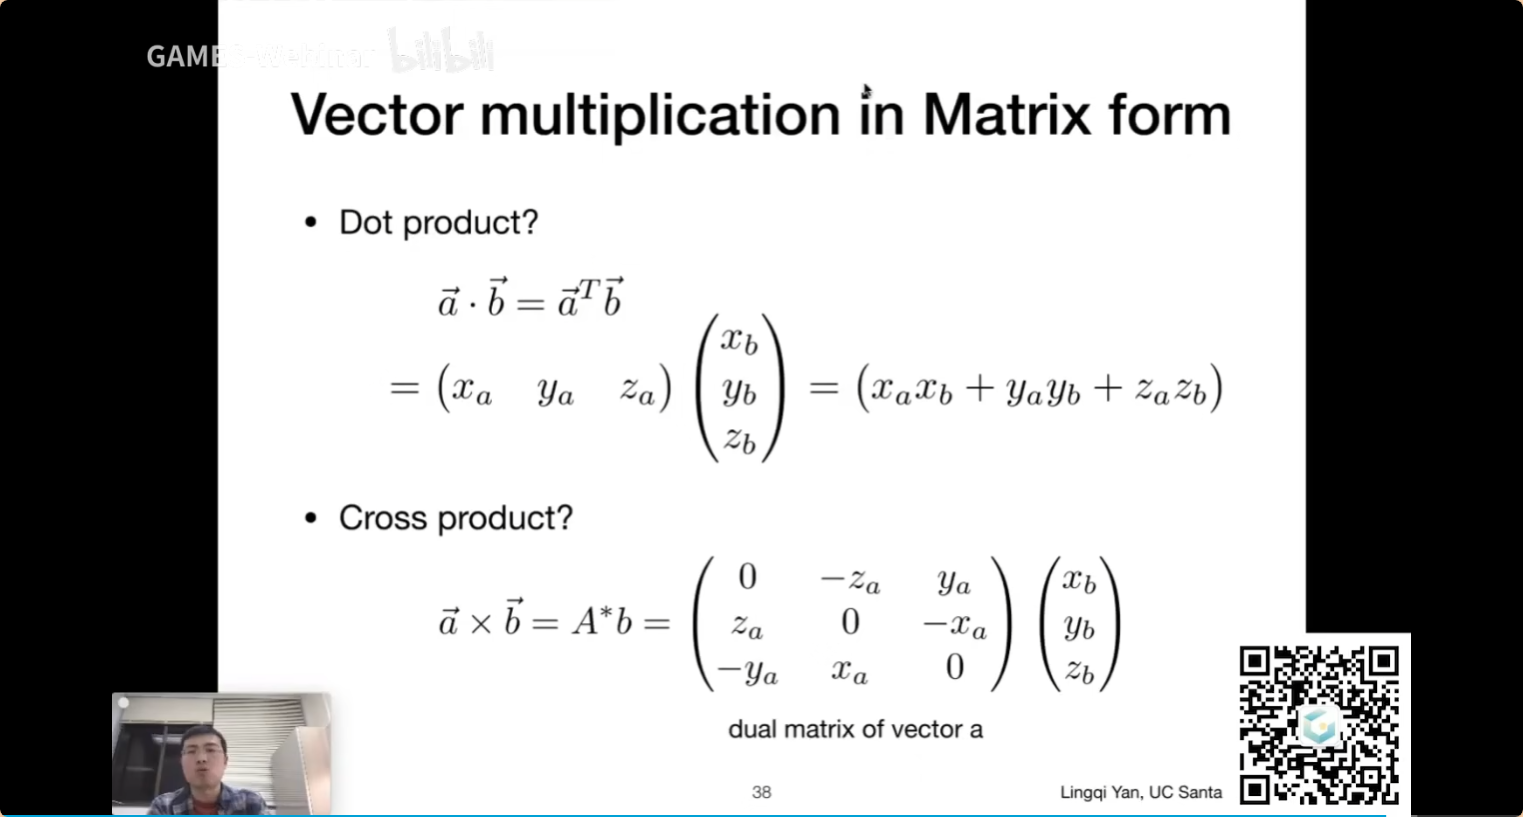 GAMES-Webinar bilibili
Vector multiplication in Matrix form
• Dot product?
\vec{a} \cdot \vec{b} = \vec{a}^T \vec{b}
= \begin{pmatrix} x_a & y_a & z_a \end{pmatrix} \begin{pmatrix} x_b \\ y_b \\ z_b \end{pmatrix} = \begin{pmatrix} x_a x_b + y_a y_b + z_a z_b \end{pmatrix}
• Cross product?
\vec{a} \times \vec{b} = A^* b = \begin{pmatrix} 0 & -z_a & y_a \\ z_a & 0 & -x_a \\ -y_a & x_a & 0 \end{pmatrix} \begin{pmatrix} x_b \\ y_b \\ z_b \end{pmatrix}
dual matrix of vector a
38
Lingqi Yan, UC Santa